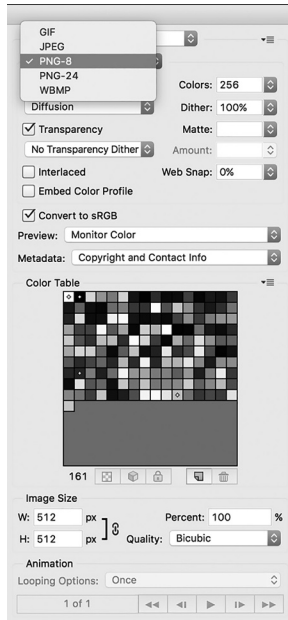 GIF
JPEG
✓ PNG-8
PNG-24
WBMP
Colors: 256
Diffusion Dither: 100%
Transparency Matte:
No Transparency Dither Amount:
Interlaced Web Snap: 0%
Embed Color Profile
Convert to sRGB
Preview: Monitor Color
Metadata: Copyright and Contact Info
Color Table
161
Image Size
W: 512 px Percent: 100 %
H: 512 px Quality: Bicubic
Animation
Looping Options: Once
1 of 1